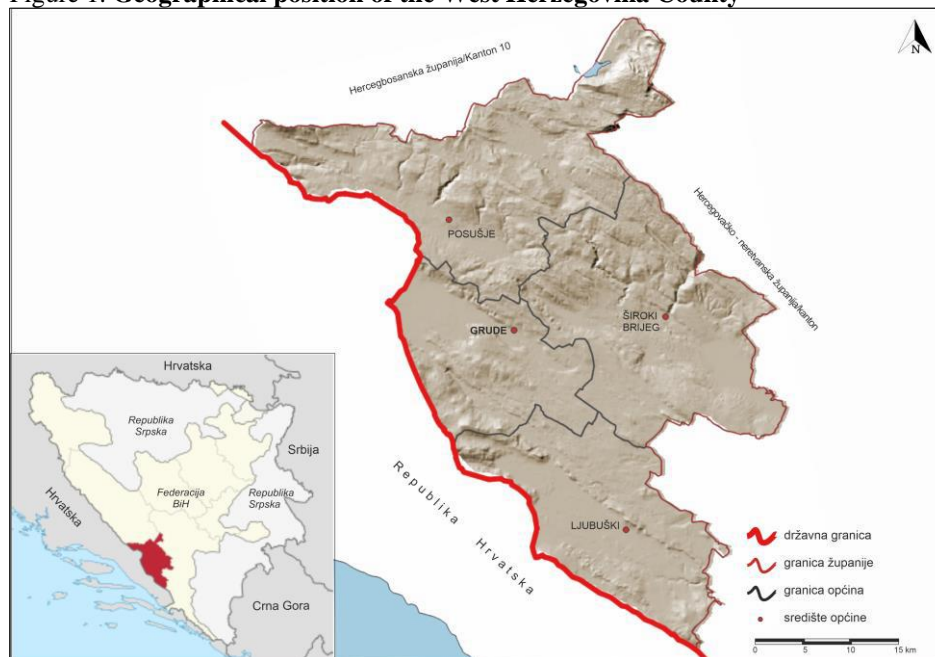 Figure 1. Geographical position of the West Herzegovina County
N
Hercegbosanska županija/Kanton 10
Hercegovačko - neretvanska županija/kanton
POSUŠJE
ŠIROKI
BRIJEG
GRUDE
LJUBUŠKI
Republika
Hrvatska
Hrvatska
Republika
Srpska
Srbija
Federacija
BiH
Republika
Srpska
Hrvatska
Crna Gora
državna granica
granica županije
granica općina
središte općine
0 5 10 15 km